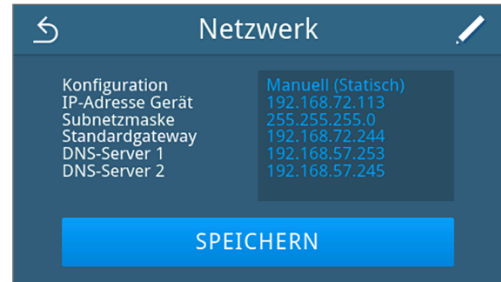 Netzwerk
Konfiguration Manuell (Statisch)
IP-Adresse Gerät 192.168.72.113
Subnetzmaske 255.255.255.0
Standardgateway 192.168.72.244
DNS-Server 1 192.168.57.253
DNS-Server 2 192.168.57.245
SPEICHERN